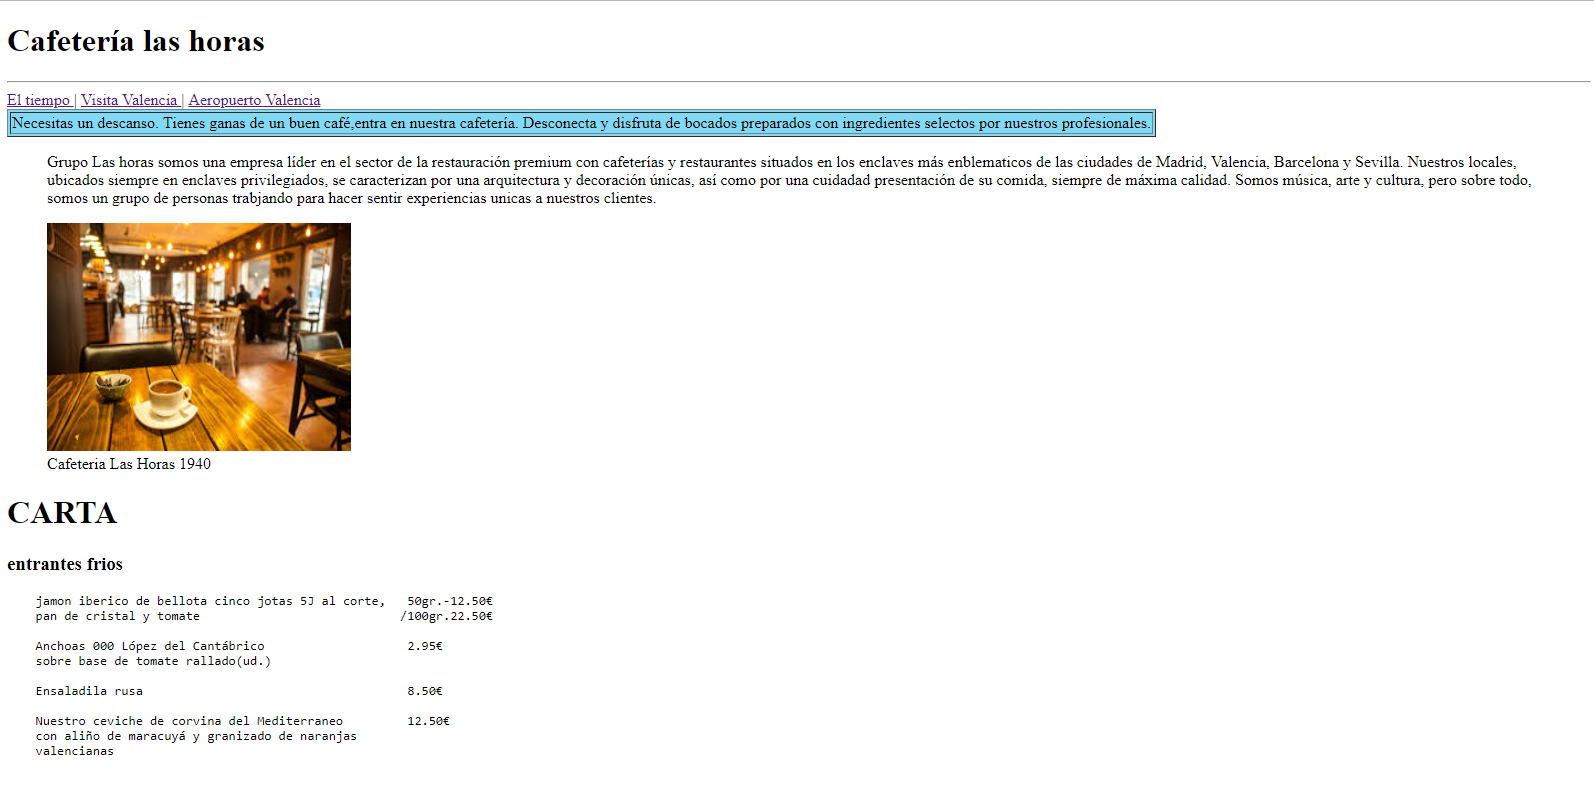 Cafetería las horas
El tiempo | Visita Valencia | Aeropuerto Valencia
Necesitas un descanso. Tienes ganas de un buen café,entra en nuestra cafetería. Desconecta y disfruta de bocados preparados con ingredientes selectos por nuestros profesionales.
Grupo Las horas somos una empresa líder en el sector de la restauración premium con cafeterías y restaurantes situados en los enclaves más enblematicos de las ciudades de Madrid, Valencia, Barcelona y Sevilla. Nuestros locales,
ubicados siempre en enclaves privilegiados, se caracterizan por una arquitectura y decoración únicas, así como por una cuidadad presentación de su comida, siempre de máxima calidad. Somos música, arte y cultura, pero sobre todo,
somos un grupo de personas trabjando para hacer sentir experiencias unicas a nuestros clientes.
Cafeteria Las Horas 1940
CARTA
entrantes frios
jamon iberico de bellota cinco jotas 5J al corte, 50gr.-12.50€
pan de cristal y tomate /100gr.22.50€
Anchoas 000 López del Cantábrico 2.95€
sobre base de tomate rallado(ud.)
Ensaladila rusa 8.50€
Nuestro ceviche de corvina del Mediterraneo 12.50€
con aliño de maracuyá y granizado de naranjas
valencianas